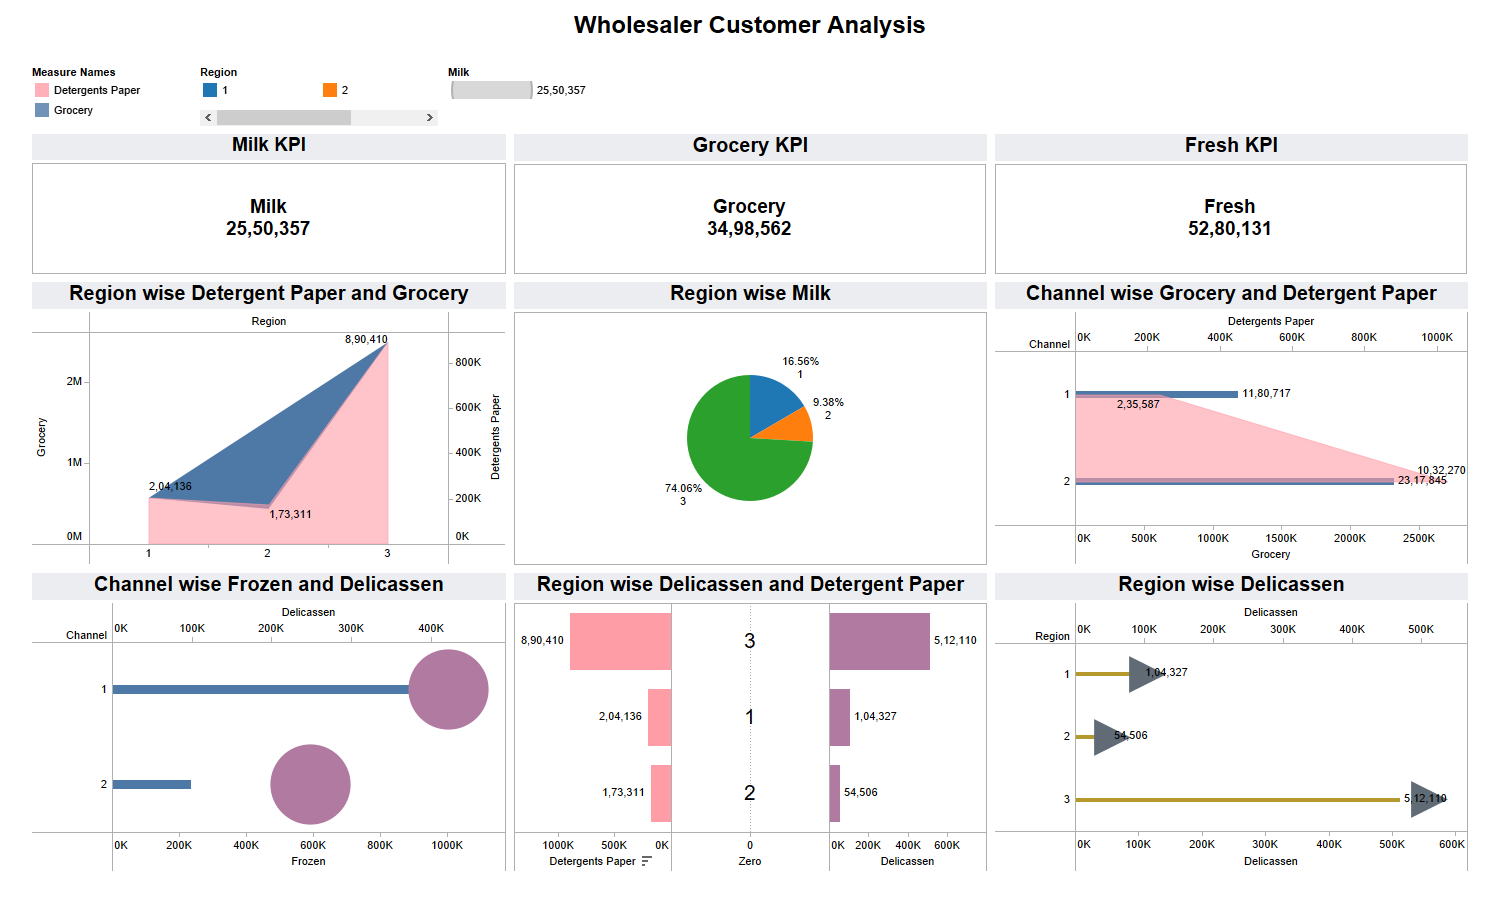 Wholesaler Customer Analysis
Measure Names
Detergents Paper
Grocery
Region
1
2
Milk
25,50,357
Milk KPI
Grocery KPI
Fresh KPI
Milk
25,50,357
Grocery
34,98,562
Fresh
52,80,131
Region wise Detergent Paper and Grocery
Region
Grocery
2M
1M
0M
8,90,410
2,04,136
1,73,311
1
2
3
800K
600K
400K
200K
0K
Detergents Paper
Region wise Milk
16.56%
1
9.38%
2
74.06%
3
Channel wise Grocery and Detergent Paper
Detergents Paper
Channel
0K 200K 400K 600K 800K 1000K
1
11,80,717
2,35,587
10,32,270
2
23,17,845
0K 500K 1000K 1500K 2000K 2500K
Grocery
Channel wise Frozen and Delicassen
Delicassen
Channel
0K 100K 200K 300K 400K
1
2
0K 200K 400K 600K 800K 1000K
Frozen
Region wise Delicassen and Detergent Paper
8,90,410 3 5,12,110
2,04,136 1 1,04,327
1,73,311 2 54,506
1000K 500K 0K 0 0K 200K 400K 600K
Detergents Paper Zero Delicassen
Region wise Delicassen
Delicassen
Region
0K 100K 200K 300K 400K 500K
1 1,04,327
2 54,506
3 5,12,110
0K 100K 200K 300K 400K 500K 600K
Delicassen